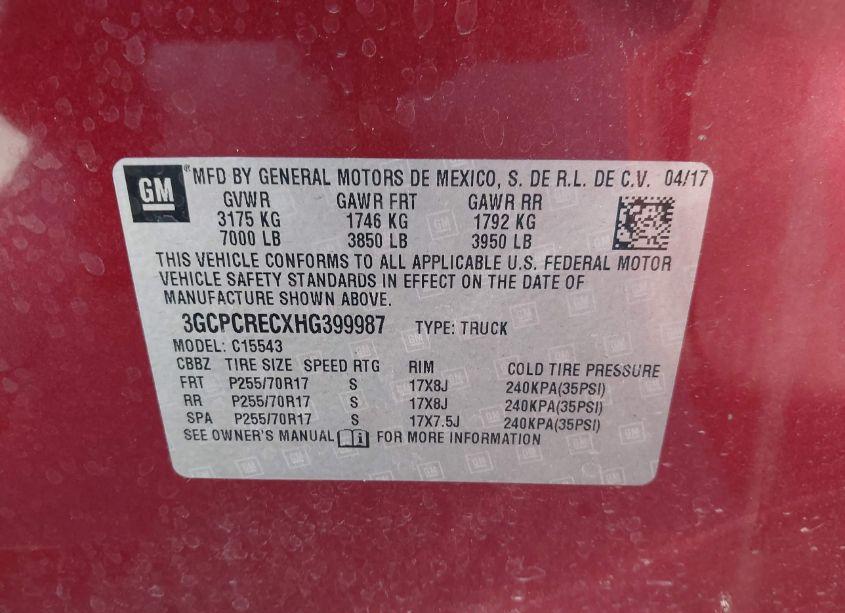 GM MFD BY GENERAL MOTORS DE MEXICO, S. DE R.L. DE C.V. 04/17
GVWR GAWR FRT GAWR RR
3175 KG 1746 KG 1792 KG
7000 LB 3850 LB 3950 LB
THIS VEHICLE CONFORMS TO ALL APPLICABLE U.S. FEDERAL MOTOR
VEHICLE SAFETY STANDARDS IN EFFECT ON THE DATE OF
MANUFACTURE SHOWN ABOVE.
3GCPCRECXHG399987 TYPE: TRUCK
MODEL: C15543
CBBZ TIRE SIZE SPEED RTG RIM COLD TIRE PRESSURE
FRT P255/70R17 S 17X8J 240KPA(35PSI)
RR P255/70R17 S 17X8J 240KPA(35PSI)
SPA P255/70R17 S 17X7.5J 240KPA(35PSI)
SEE OWNER'S MANUAL FOR MORE INFORMATION